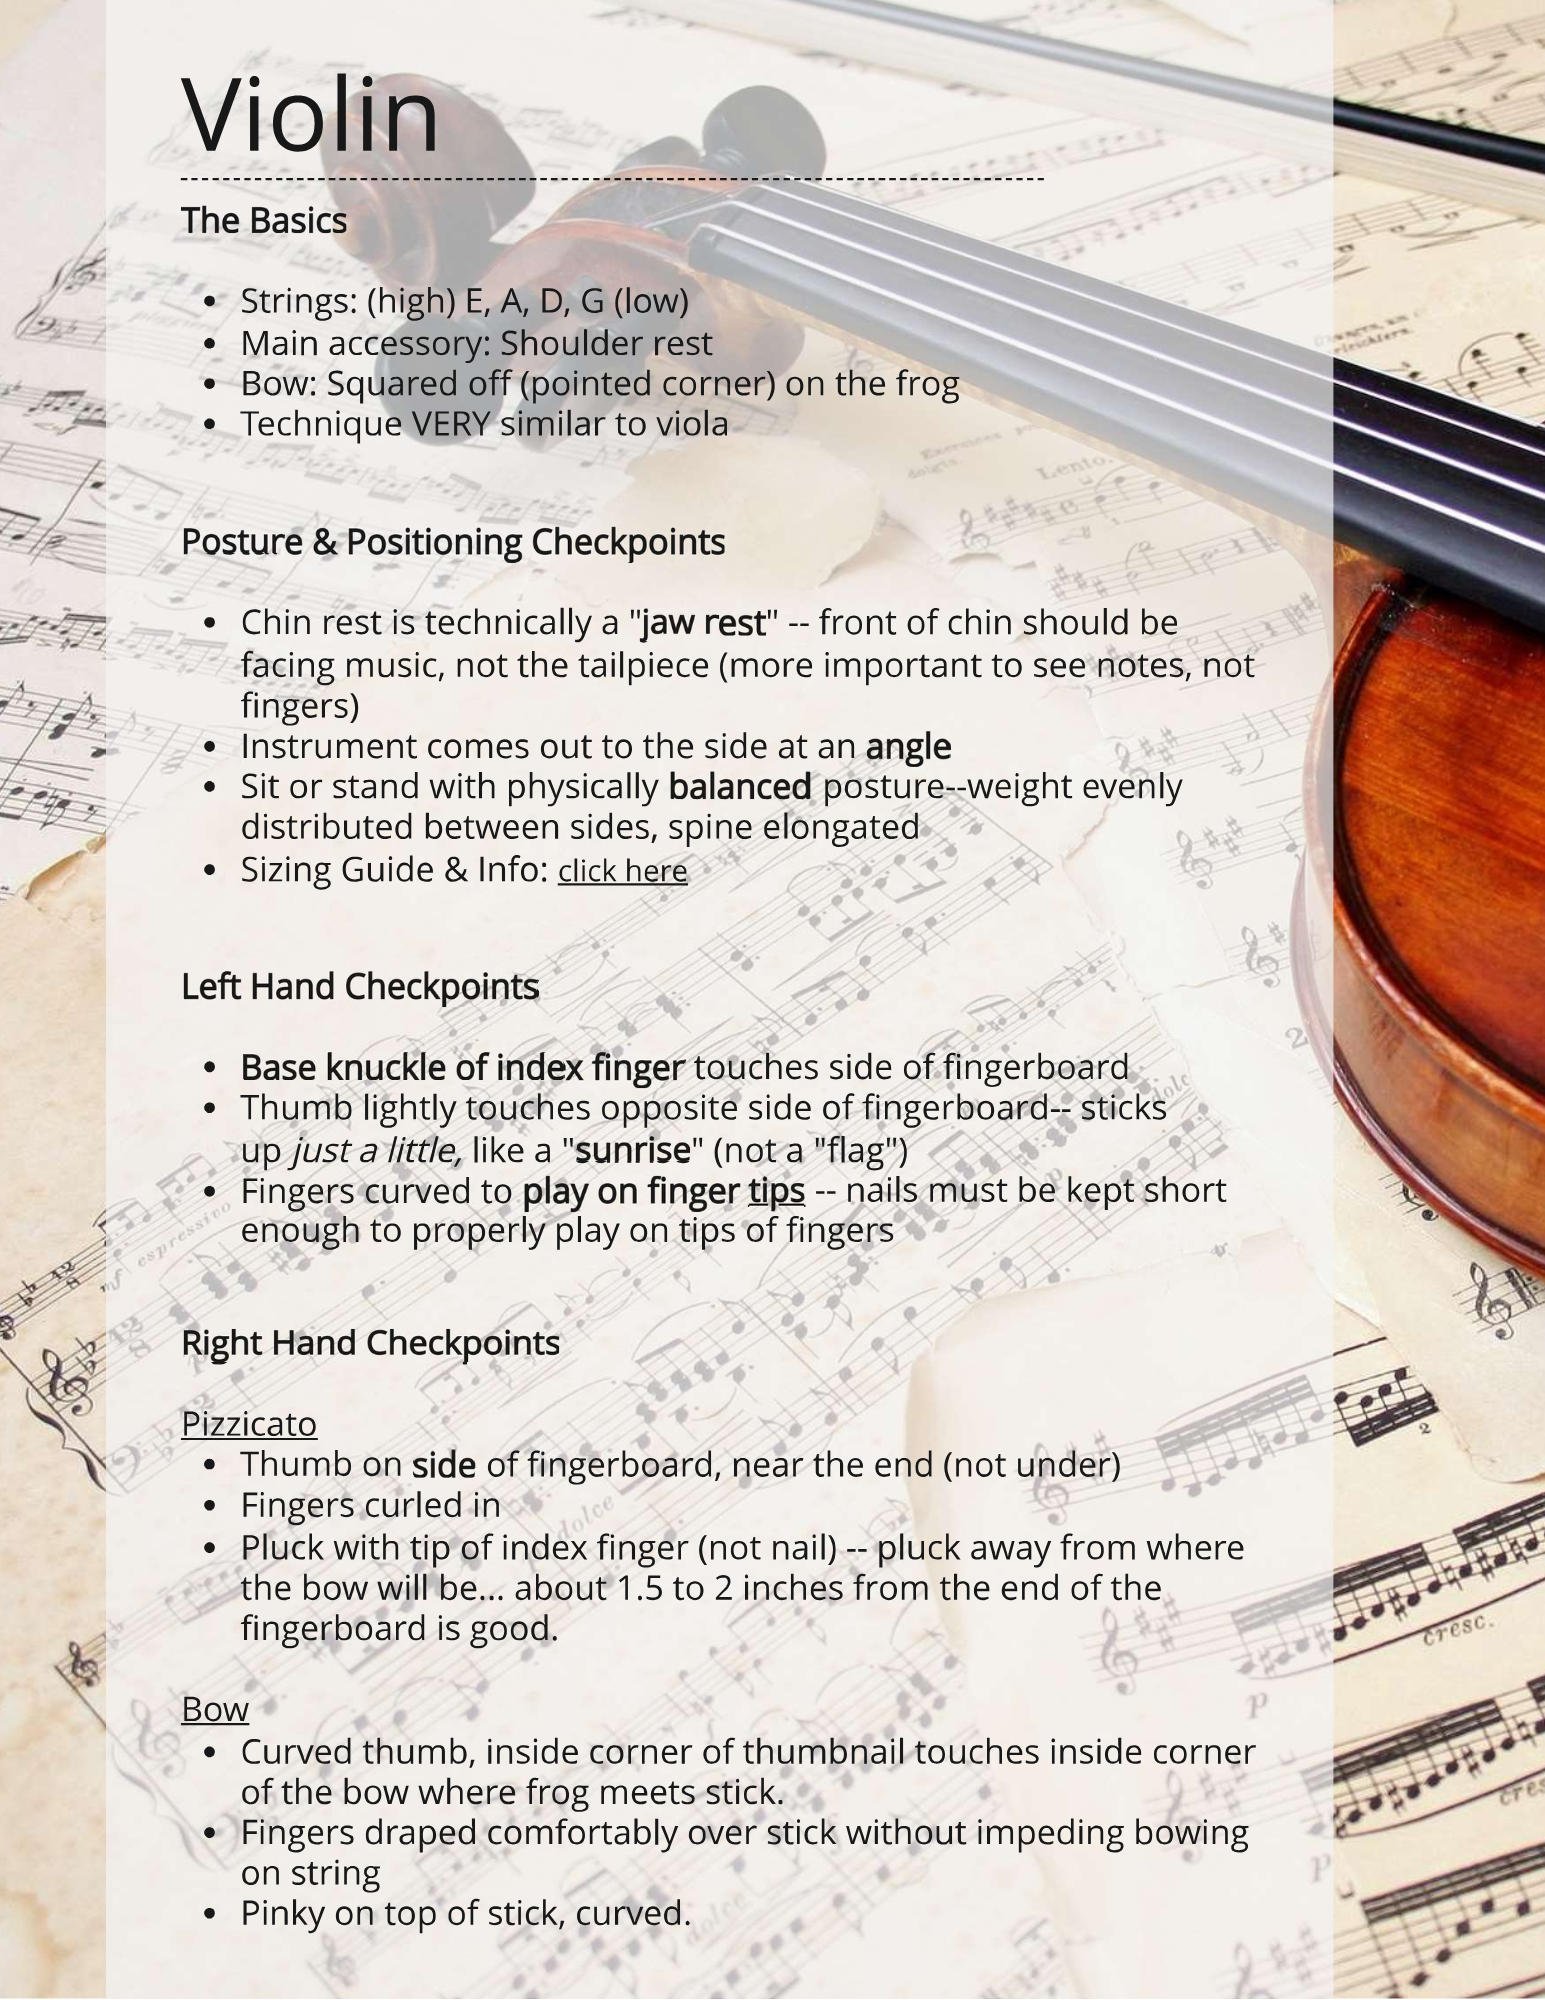 Violin
The Basics
• Strings: (high) E, A, D, G (low)
• Main accessory: Shoulder rest
• Bow: Squared off (pointed corner) on the frog
• Technique VERY similar to viola
Posture & Positioning Checkpoints
• Chin rest is technically a "jaw rest" -- front of chin should be
facing music, not the tailpiece (more important to see notes, not
fingers)
• Instrument comes out to the side at an angle
• Sit or stand with physically balanced posture--weight evenly
distributed between sides, spine elongated
• Sizing Guide & Info: click here
Left Hand Checkpoints
• Base knuckle of index finger touches side of fingerboard
• Thumb lightly touches opposite side of fingerboard-- sticks
up just a little, like a "sunrise" (not a "flag")
• Fingers curved to play on finger tips -- nails must be kept short
enough to properly play on tips of fingers
Right Hand Checkpoints
Pizzicato
• Thumb on side of fingerboard, near the end (not under)
• Fingers curled in
• Pluck with tip of index finger (not nail) -- pluck away from where
the bow will be... about 1.5 to 2 inches from the end of the
fingerboard is good.
Bow
• Curved thumb, inside corner of thumbnail touches inside corner
of the bow where frog meets stick.
• Fingers draped comfortably over stick without impeding bowing
on string
• Pinky on top of stick, curved.
Lento.
mf espressivo
dolce
cresc.
p
p
dolce